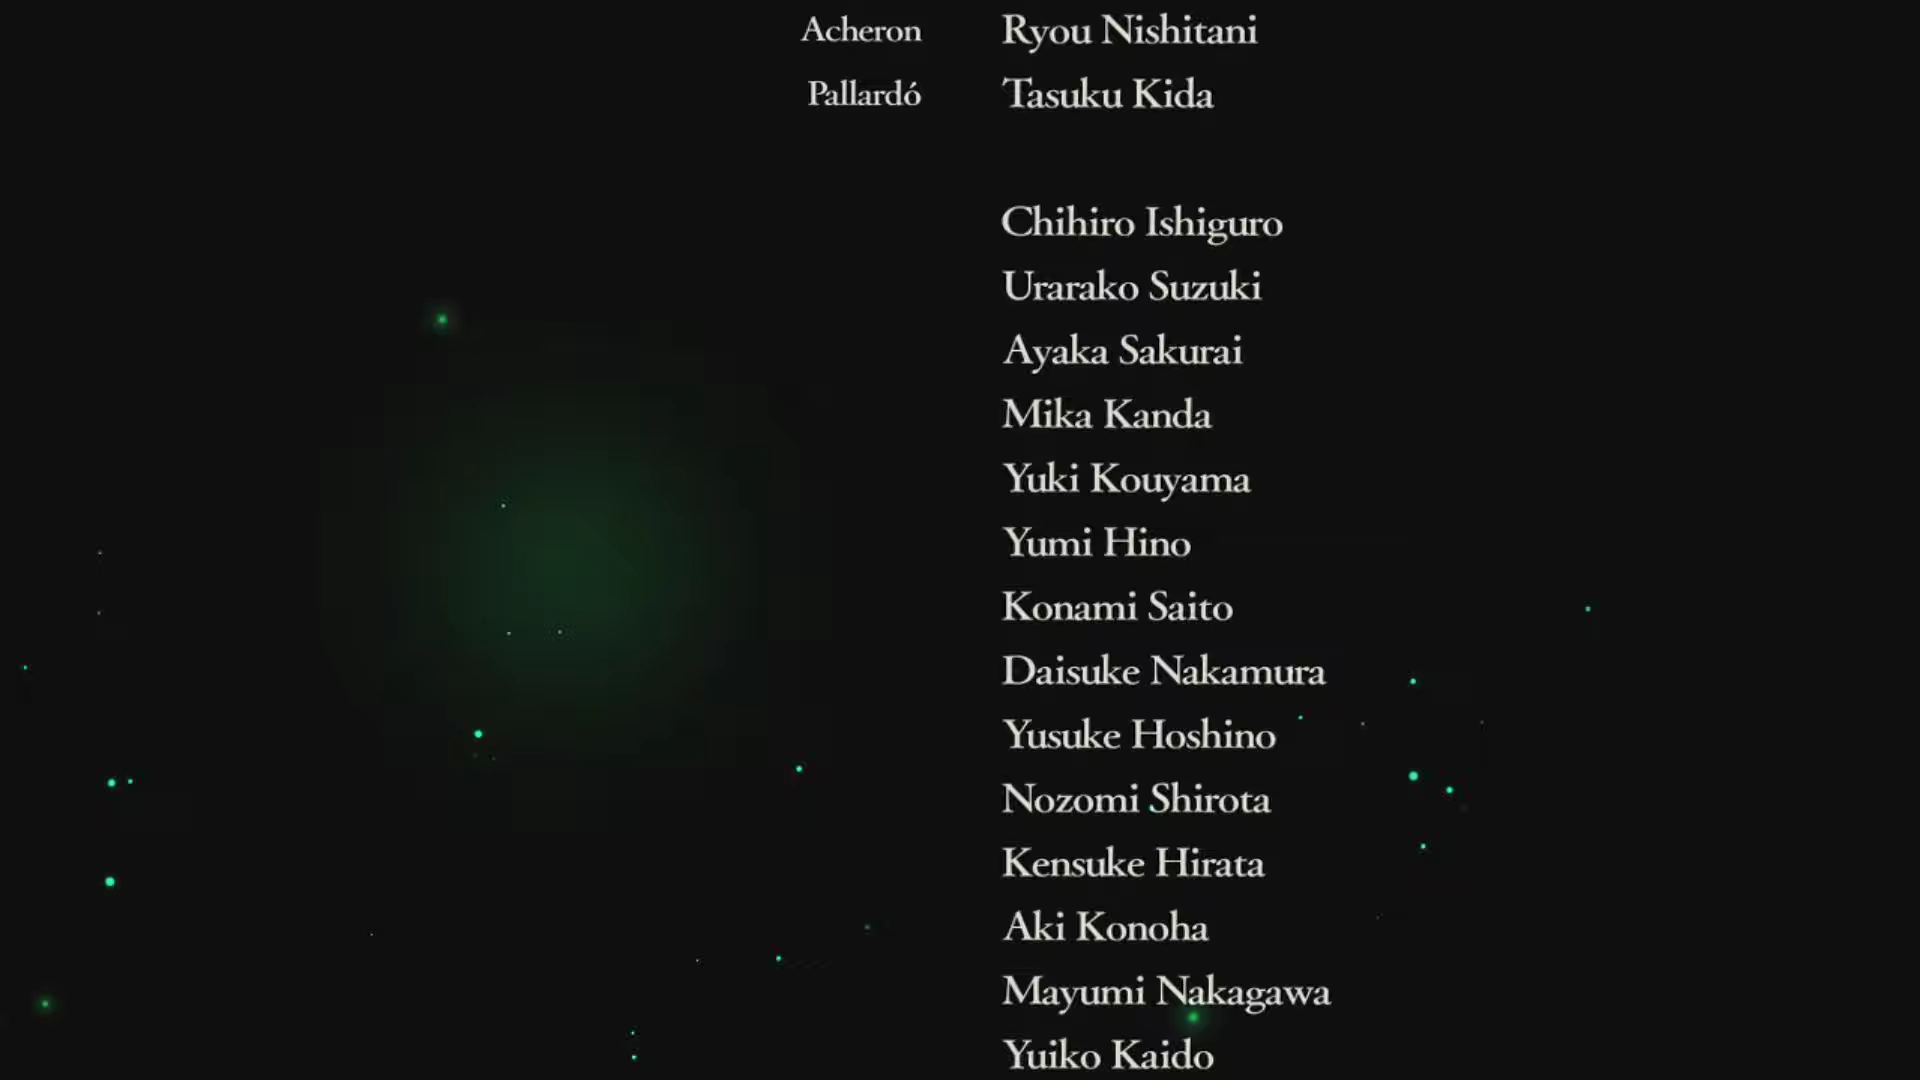 Acheron Ryou Nishitani
Pallardó Tasuku Kida
Chihiro Ishiguro
Urarako Suzuki
Ayaka Sakurai
Mika Kanda
Yuki Kouyama
Yumi Hino
Konami Saito
Daisuke Nakamura
Yusuke Hoshino
Nozomi Shirota
Kensuke Hirata
Aki Konoha
Mayumi Nakagawa
Yuiko Kaido